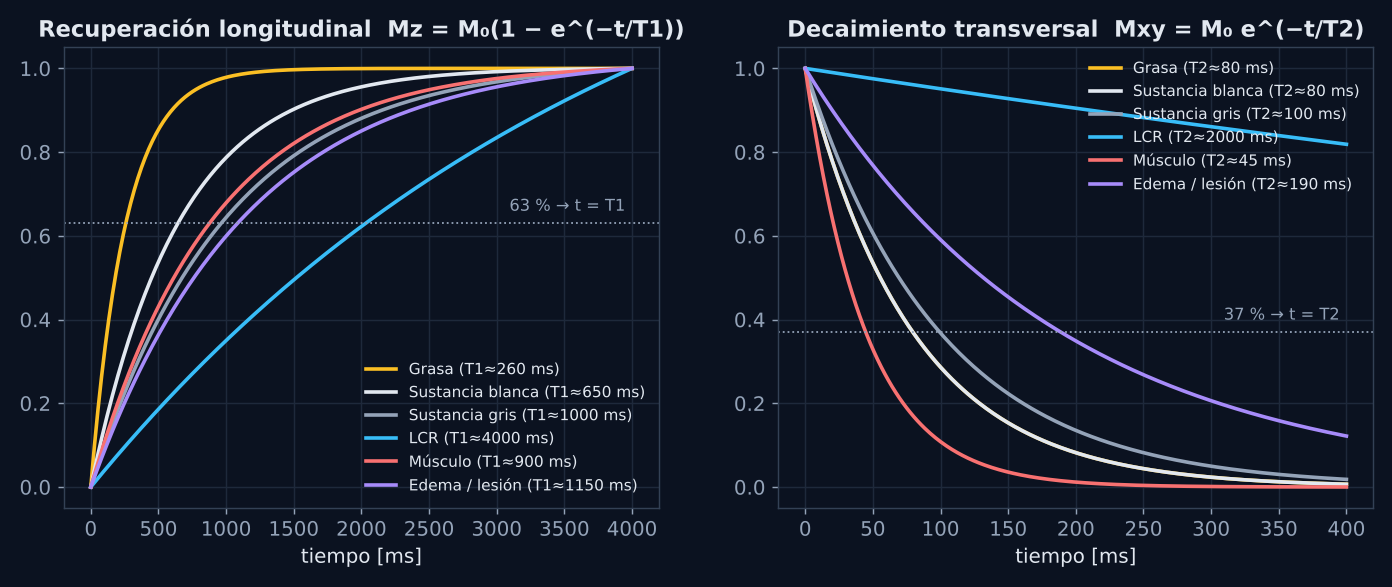 Recuperación longitudinal  Mz = M₀(1 − e^(−t/T1))
1.0
0.8
0.6
0.4
0.2
0.0
63 % → t = T1
Grasa (T1≈260 ms)
Sustancia blanca (T1≈650 ms)
Sustancia gris (T1≈1000 ms)
LCR (T1≈4000 ms)
Músculo (T1≈900 ms)
Edema / lesión (T1≈1150 ms)
0 500 1000 1500 2000 2500 3000 3500 4000
tiempo [ms]
Decaimiento transversal  Mxy = M₀ e^(−t/T2)
1.0
0.8
0.6
0.4
0.2
0.0
Grasa (T2≈80 ms)
Sustancia blanca (T2≈80 ms)
Sustancia gris (T2≈100 ms)
LCR (T2≈2000 ms)
Músculo (T2≈45 ms)
Edema / lesión (T2≈190 ms)
37 % → t = T2
0 50 100 150 200 250 300 350 400
tiempo [ms]